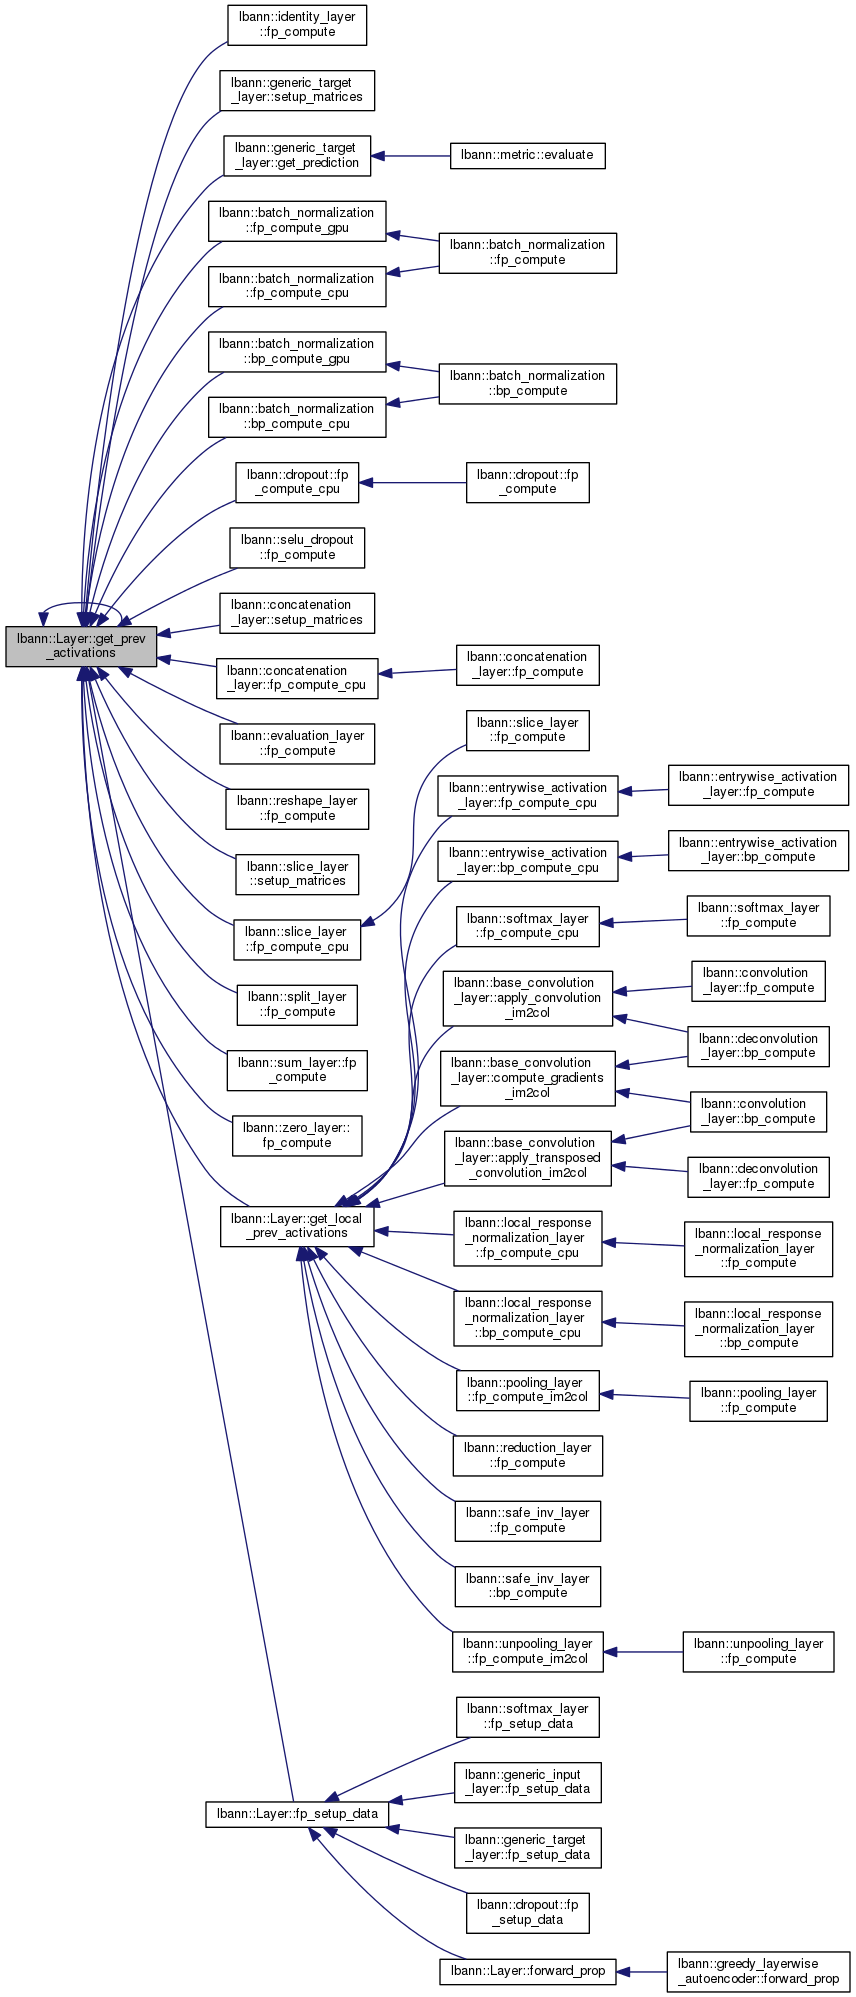 lbann::identity_layer
::fp_compute
lbann::generic_target
_layer::setup_matrices
lbann::generic_target
_layer::get_prediction
lbann::metric::evaluate
lbann::batch_normalization
::fp_compute_gpu
lbann::batch_normalization
::fp_compute
lbann::batch_normalization
::fp_compute_cpu
lbann::batch_normalization
::bp_compute_gpu
lbann::batch_normalization
::bp_compute
lbann::batch_normalization
::bp_compute_cpu
lbann::dropout::fp
_compute_cpu
lbann::dropout::fp
_compute
lbann::selu_dropout
::fp_compute
lbann::concatenation
_layer::setup_matrices
lbann::Layer::get_prev
_activations
lbann::concatenation
_layer::fp_compute_cpu
lbann::concatenation
_layer::fp_compute
lbann::evaluation_layer
::fp_compute
lbann::slice_layer
::fp_compute
lbann::reshape_layer
::fp_compute
lbann::entrywise_activation
_layer::fp_compute_cpu
lbann::entrywise_activation
_layer::fp_compute
lbann::slice_layer
::setup_matrices
lbann::entrywise_activation
_layer::bp_compute_cpu
lbann::entrywise_activation
_layer::bp_compute
lbann::slice_layer
::fp_compute_cpu
lbann::softmax_layer
::fp_compute_cpu
lbann::softmax_layer
::fp_compute
lbann::split_layer
::fp_compute
lbann::base_convolution
_layer::apply_convolution
_im2col
lbann::convolution
_layer::fp_compute
lbann::deconvolution
_layer::bp_compute
lbann::sum_layer::fp
_compute
lbann::base_convolution
_layer::compute_gradients
_im2col
lbann::convolution
_layer::bp_compute
lbann::zero_layer::
fp_compute
lbann::base_convolution
_layer::apply_transposed
_convolution_im2col
lbann::deconvolution
_layer::fp_compute
lbann::Layer::get_local
_prev_activations
lbann::local_response
_normalization_layer
::fp_compute_cpu
lbann::local_response
_normalization_layer
::fp_compute
lbann::local_response
_normalization_layer
::bp_compute_cpu
lbann::local_response
_normalization_layer
::bp_compute
lbann::pooling_layer
::fp_compute_im2col
lbann::pooling_layer
::fp_compute
lbann::reduction_layer
::fp_compute
lbann::safe_inv_layer
::fp_compute
lbann::safe_inv_layer
::bp_compute
lbann::unpooling_layer
::fp_compute_im2col
lbann::unpooling_layer
::fp_compute
lbann::softmax_layer
::fp_setup_data
lbann::generic_input
_layer::fp_setup_data
lbann::Layer::fp_setup_data
lbann::generic_target
_layer::fp_setup_data
lbann::dropout::fp
_setup_data
lbann::Layer::forward_prop
lbann::greedy_layerwise
_autoencoder::forward_prop